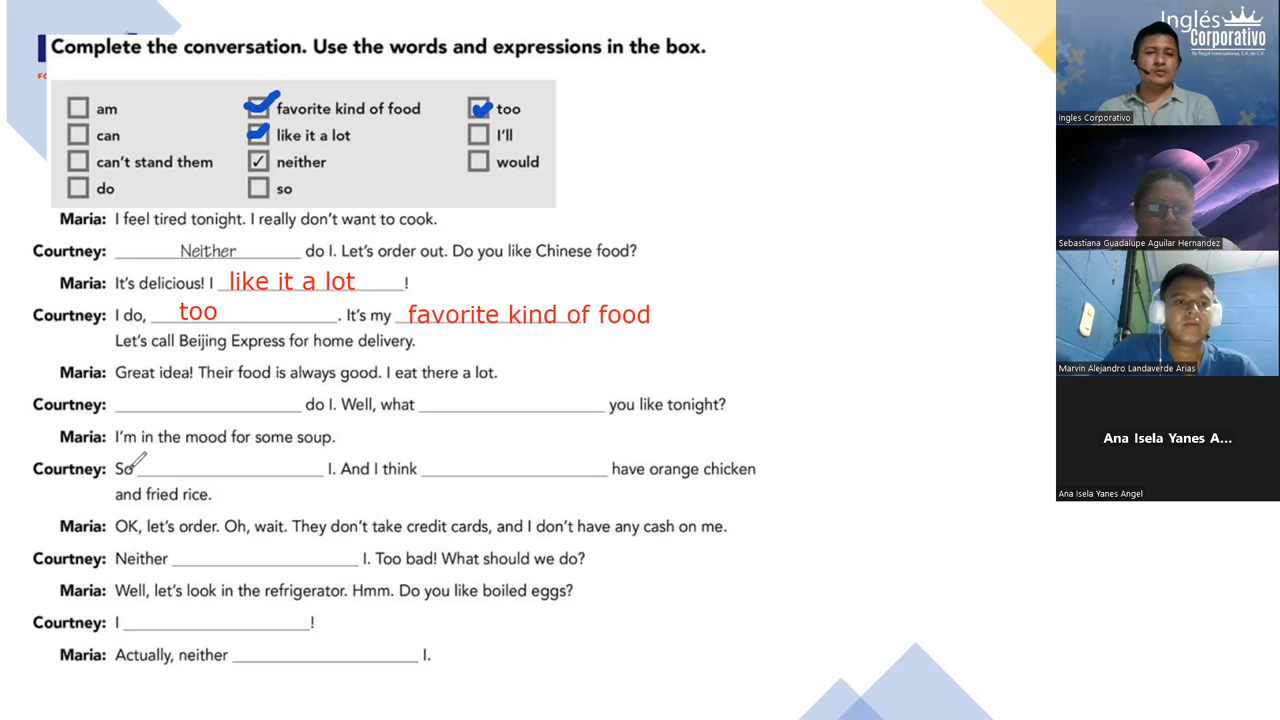 Complete the conversation. Use the words and expressions in the box.
am
favorite kind of food
too
can
like it a lot
I'll
can't stand them
neither
would
do
so
Maria: I feel tired tonight. I really don't want to cook.
Courtney: Neither do I. Let's order out. Do you like Chinese food?
Maria: It's delicious! I like it a lot !
Courtney: I do, too . It's my favorite kind of food
Let's call Beijing Express for home delivery.
Maria: Great idea! Their food is always good. I eat there a lot.
Courtney: do I. Well, what you like tonight?
Maria: I'm in the mood for some soup.
Courtney: So I. And I think have orange chicken
and fried rice.
Maria: OK, let's order. Oh, wait. They don't take credit cards, and I don't have any cash on me.
Courtney: Neither I. Too bad! What should we do?
Maria: Well, let's look in the refrigerator. Hmm. Do you like boiled eggs?
Courtney: I !
Maria: Actually, neither I.
Inglés
Corporativo
By Regal International, S.A. de C.V.
Ingles Corporativo
Sebastiana Guadalupe Aguilar Hernandez
Marvin Alejandro Landaverde Arias
Ana Isela Yanes A...
Ana Isela Yanes Angel